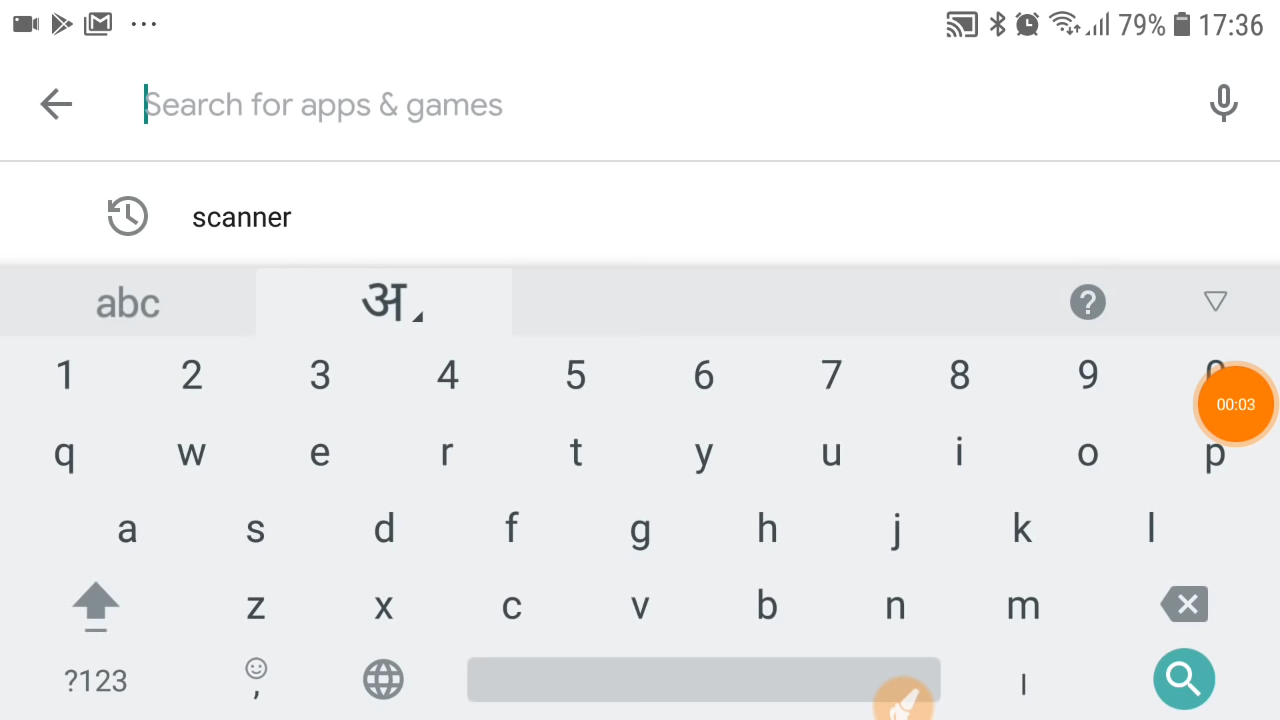 79% 17:36
Search for apps & games
scanner
abc अ
1 2 3 4 5 6 7 8 9 0
00:03
q w e r t y u i o p
a s d f g h j k l
z x c v b n m
?123 , ।